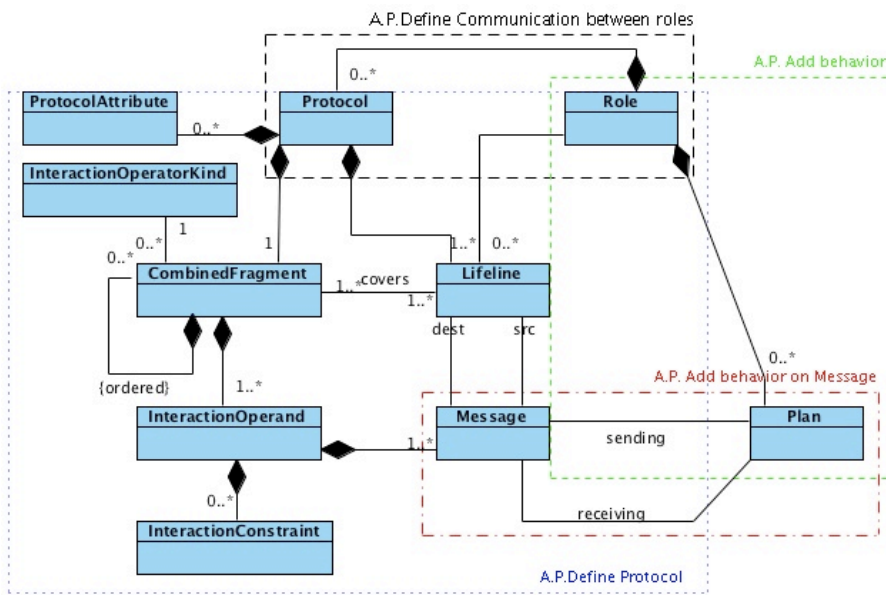 A.P.Define Communication between roles
A.P. Add behavior
0..*
ProtocolAttribute
Protocol
Role
0..*
InteractionOperatorKind
1
0..*
1
1..*
0..*
0..*
CombinedFragment
Lifeline
covers
1..*
1..*
dest
src
{ordered}
1..*
0..*
A.P. Add behavior on Message
InteractionOperand
Message
Plan
1..*
sending
0..*
receiving
InteractionConstraint
A.P.Define Protocol